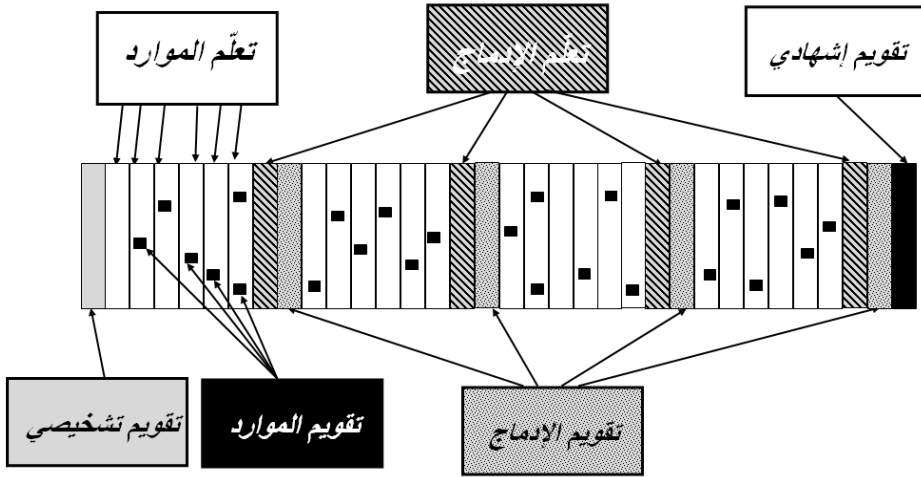 تعلّم الموارد
تعلّم الإدماج
تقويم إشهادي
تقويم تشخيصي
تقويم الموارد
تقويم الإدماج